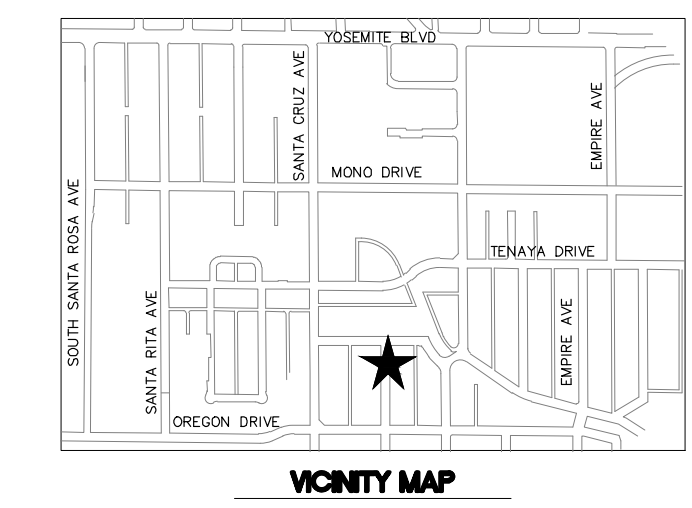 YOSEMITE BLVD
SANTA CRUZ AVE
EMPIRE AVE
MONO DRIVE
SOUTH SANTA ROSA AVE
TENAYA DRIVE
SANTA RITA AVE
EMPIRE AVE
OREGON DRIVE
VICINITY MAP